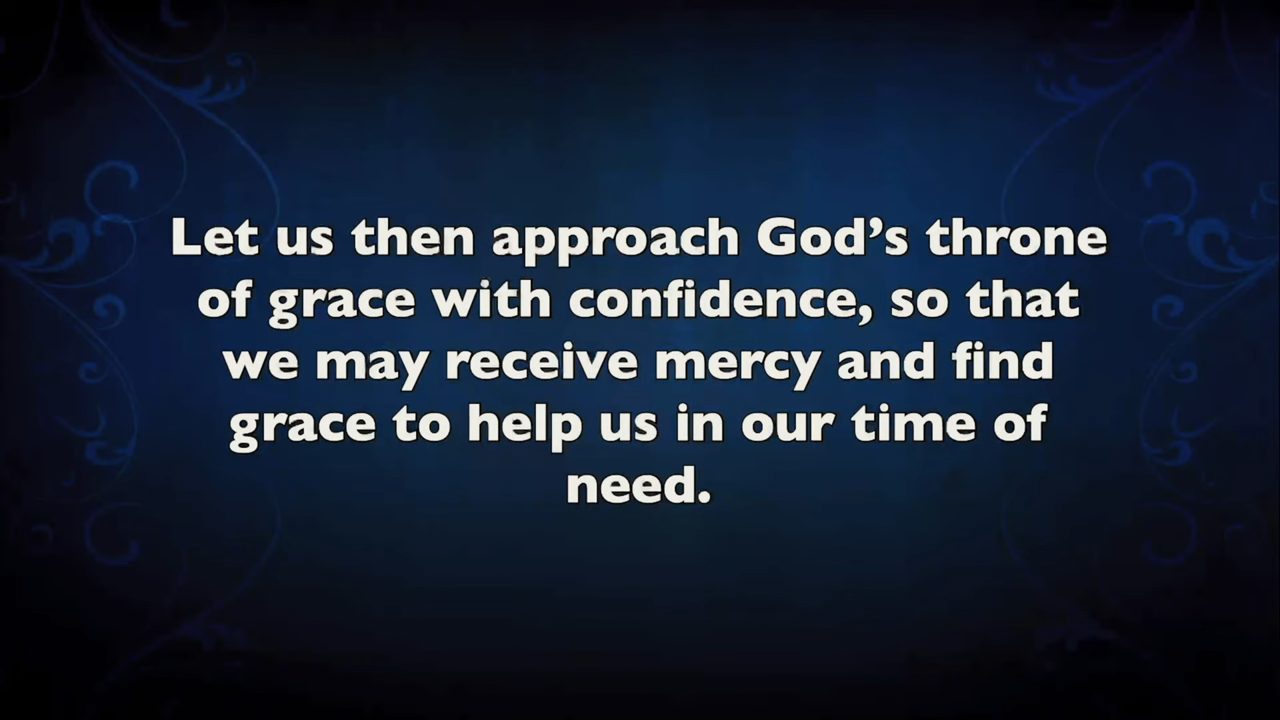 Let us then approach God’s throne
of grace with confidence, so that
we may receive mercy and find
grace to help us in our time of
need.